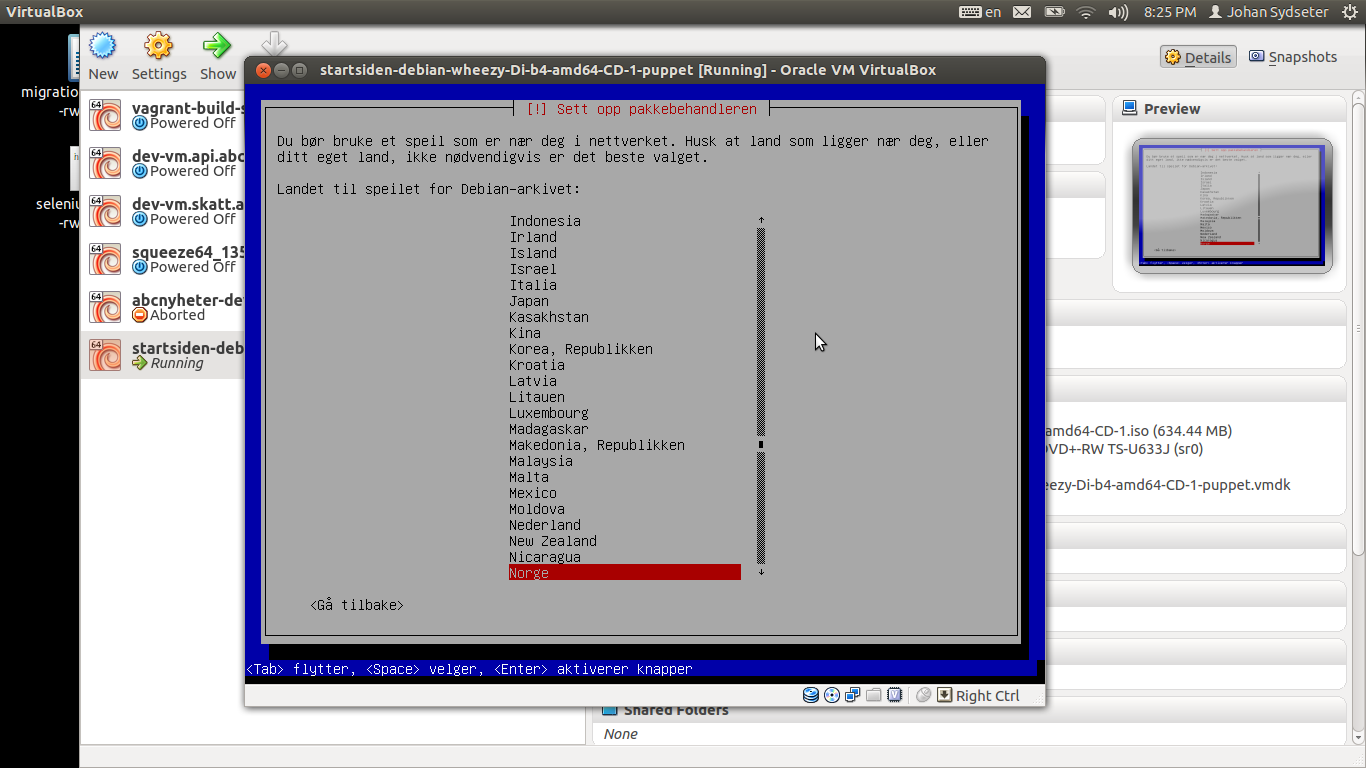 VirtualBox
en
8:25 PM
Johan Sydseter
migratio
-rw
seleniu
-rw
New
Settings
Show
Details
Snapshots
64 vagrant-build-s
Powered Off
64 dev-vm.api.abc
Powered Off
64 dev-vm.skatt.a
Powered Off
64 squeeze64_135
Powered Off
64 abcnyheter-de
Aborted
64 startsiden-deb
Running
startsiden-debian-wheezy-Di-b4-amd64-CD-1-puppet [Running] - Oracle VM VirtualBox
[!] Sett opp pakkebehandleren
Du bør bruke et speil som er nær deg i nettverket. Husk at land som ligger nær deg, eller
ditt eget land, ikke nødvendigvis er det beste valget.
Landet til speilet for Debian-arkivet:
Indonesia
Irland
Island
Israel
Italia
Japan
Kasakhstan
Kina
Korea, Republikken
Kroatia
Latvia
Litauen
Luxembourg
Madagaskar
Makedonia, Republikken
Malaysia
Malta
Mexico
Moldova
Nederland
New Zealand
Nicaragua
Norge
<Gå tilbake>
<Tab> flytter, <Space> velger, <Enter> aktiverer knapper
Right Ctrl
Preview
amd64-CD-1.iso (634.44 MB)
DVD+-RW TS-U633J (sr0)
eezy-Di-b4-amd64-CD-1-puppet.vmdk
Shared Folders
None